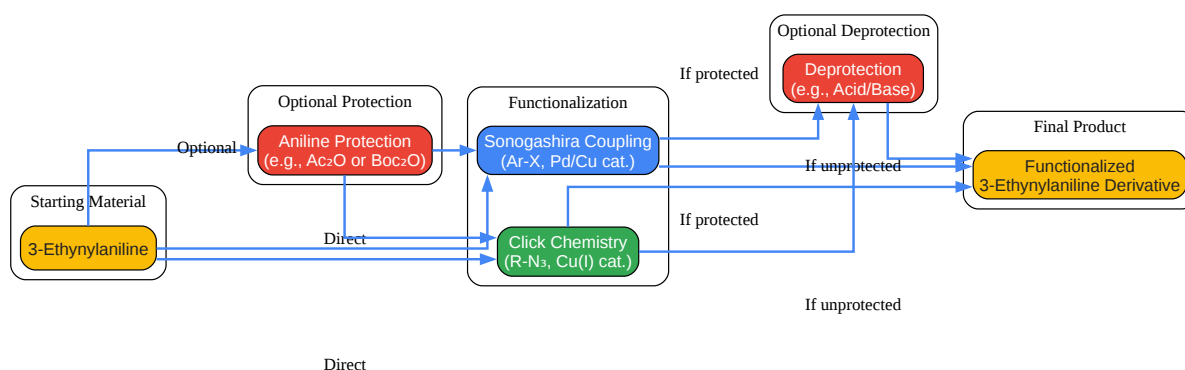 Optional Deprotection
Deprotection
(e.g., Acid/Base)
If protected
Optional Protection
Aniline Protection
(e.g., Ac₂O or Boc₂O)
Functionalization
Sonogashira Coupling
(Ar-X, Pd/Cu cat.)
Final Product
Functionalized
3-Ethynylaniline Derivative
Optional
If unprotected
Starting Material
3-Ethynylaniline
Direct
Click Chemistry
(R-N₃, Cu(I) cat.)
If protected
If unprotected
Direct